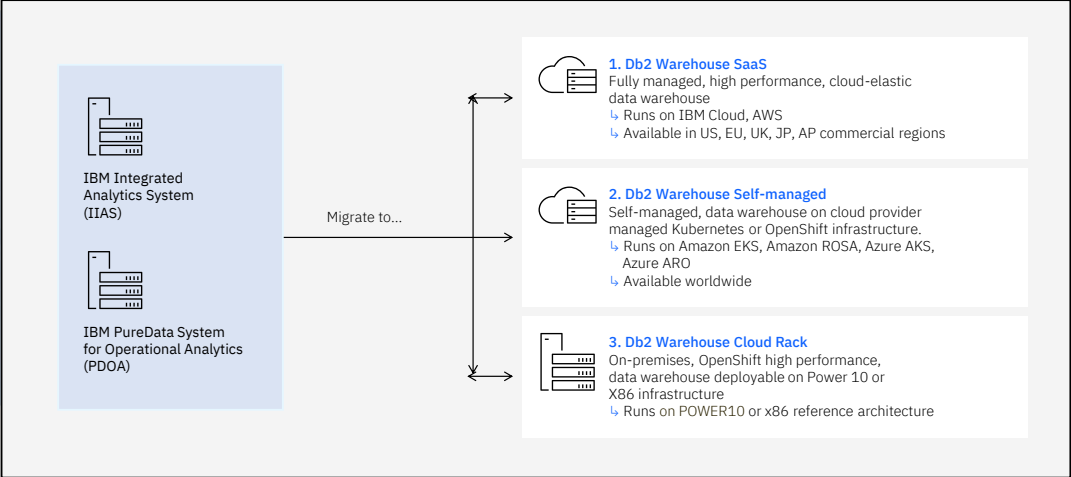 IBM Integrated
Analytics System
(IIAS)
IBM PureData System
for Operational Analytics
(PDOA)
Migrate to...
1. Db2 Warehouse SaaS
Fully managed, high performance, cloud-elastic
data warehouse
↳ Runs on IBM Cloud, AWS
↳ Available in US, EU, UK, JP, AP commercial regions
2. Db2 Warehouse Self-managed
Self-managed, data warehouse on cloud provider
managed Kubernetes or OpenShift infrastructure.
↳ Runs on Amazon EKS, Amazon ROSA, Azure AKS,
Azure ARO
↳ Available worldwide
3. Db2 Warehouse Cloud Rack
On-premises, OpenShift high performance,
data warehouse deployable on Power 10 or
X86 infrastructure
↳ Runs on POWER10 or x86 reference architecture